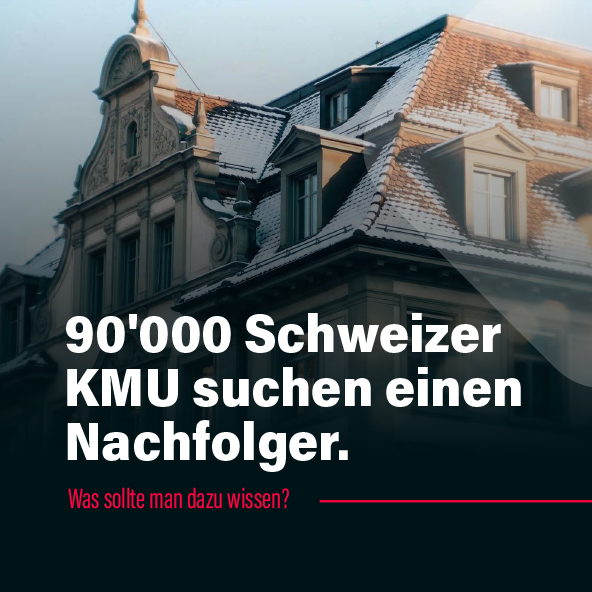 90'000 Schweizer
KMU suchen einen
Nachfolger.
Was sollte man dazu wissen?